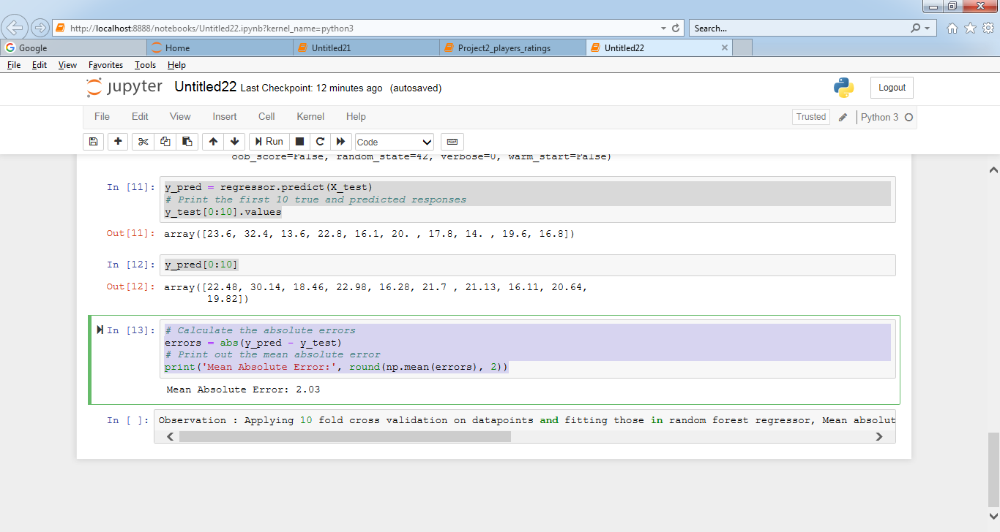 http://localhost:8888/notebooks/Untitled22.ipynb?kernel_name=python3
Search...
Google
Home
Untitled21
Project2_players_ratings
Untitled22
File Edit View Favorites Tools Help
jupyter Untitled22 Last Checkpoint: 12 minutes ago (autosaved)
Logout
File Edit View Insert Cell Kernel Help
Trusted
Python 3
Run
Code
oob_score=False, random_state=42, verbose=0, warm_start=False)
In [11]: y_pred = regressor.predict(X_test)
# Print the first 10 true and predicted responses
y_test[0:10].values
Out[11]: array([23.6, 32.4, 13.6, 22.8, 16.1, 20. , 17.8, 14. , 19.6, 16.8])
In [12]: y_pred[0:10]
Out[12]: array([22.48, 30.14, 18.46, 22.98, 16.28, 21.7 , 21.13, 16.11, 20.64,
19.82])
In [13]: # Calculate the absolute errors
errors = abs(y_pred - y_test)
# Print out the mean absolute error
print('Mean Absolute Error:', round(np.mean(errors), 2))
Mean Absolute Error: 2.03
In [ ]: Observation : Applying 10 fold cross validation on datapoints and fitting those in random forest regressor, Mean absolut